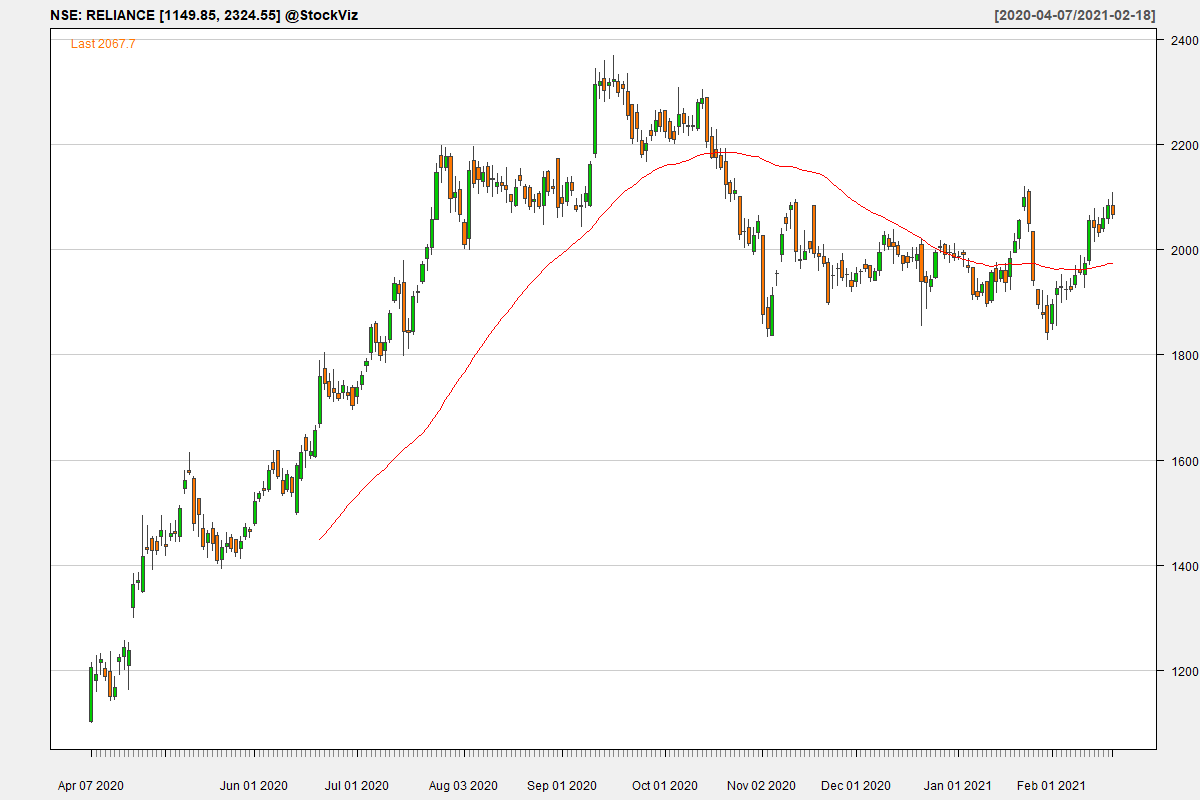 NSE: RELIANCE [1149.85, 2324.55] @StockViz
[2020-04-07/2021-02-18]
Last 2067.7
2400
2200
2000
1800
1600
1400
1200
Apr 07 2020
Jun 01 2020
Jul 01 2020
Aug 03 2020
Sep 01 2020
Oct 01 2020
Nov 02 2020
Dec 01 2020
Jan 01 2021
Feb 01 2021